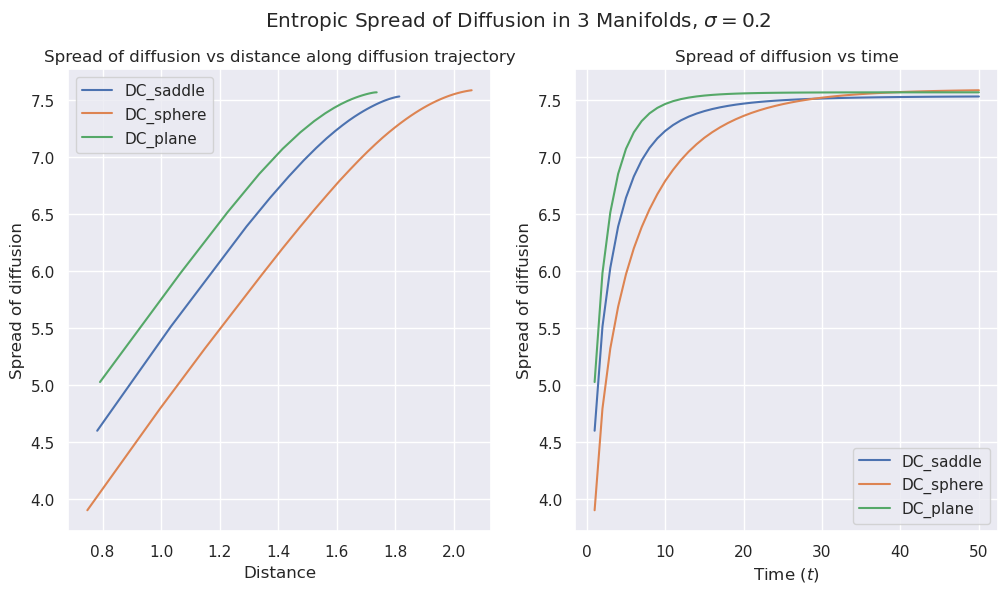 Entropic Spread of Diffusion in 3 Manifolds, σ = 0.2
Spread of diffusion vs distance along diffusion trajectory
DC_saddle
DC_sphere
DC_plane
Spread of diffusion
7.5
7.0
6.5
6.0
5.5
5.0
4.5
4.0
0.8 1.0 1.2 1.4 1.6 1.8 2.0
Distance
Spread of diffusion vs time
Spread of diffusion
7.5
7.0
6.5
6.0
5.5
5.0
4.5
4.0
DC_saddle
DC_sphere
DC_plane
0 10 20 30 40 50
Time (t)